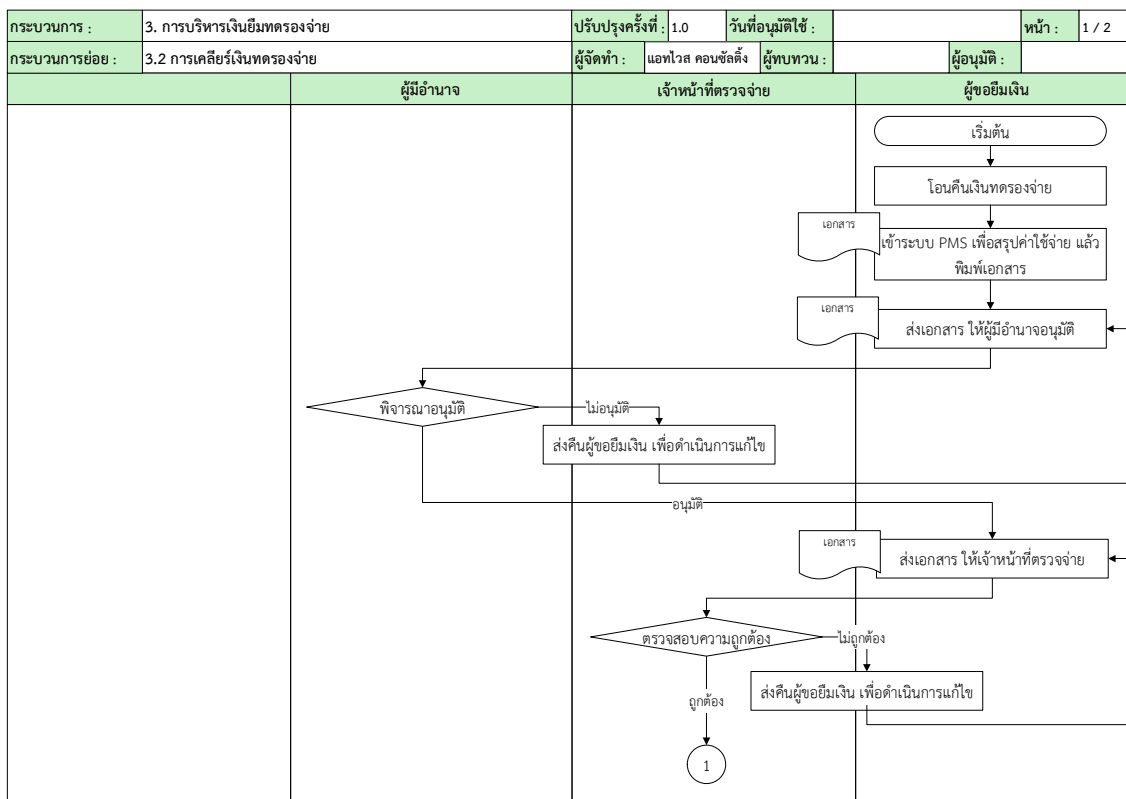 กระบวนการ : 3. การบริหารเงินยืมทดรองจ่าย ปรับปรุงครั้งที่ : 1.0 วันที่อนุมัติใช้ : หน้า : 1 / 2
กระบวนการย่อย : 3.2 การเคลียร์เงินทดรองจ่าย ผู้จัดทำ : แอทไวส คอนซัลติ้ง ผู้ทบทวน : ผู้อนุมัติ :
ผู้มีอำนาจ เจ้าหน้าที่ตรวจจ่าย ผู้ขอยืมเงิน
เริ่มต้น
โอนคืนเงินทดรองจ่าย
เอกสาร
เข้าระบบ PMS เพื่อสรุปค่าใช้จ่าย แล้ว
พิมพ์เอกสาร
เอกสาร
ส่งเอกสาร ให้ผู้มีอำนาจอนุมัติ
พิจารณาอนุมัติ
ไม่อนุมัติ
ส่งคืนผู้ขอยืมเงิน เพื่อดำเนินการแก้ไข
อนุมัติ
เอกสาร
ส่งเอกสาร ให้เจ้าหน้าที่ตรวจจ่าย
ตรวจสอบความถูกต้อง
ไม่ถูกต้อง
ส่งคืนผู้ขอยืมเงิน เพื่อดำเนินการแก้ไข
ถูกต้อง
1